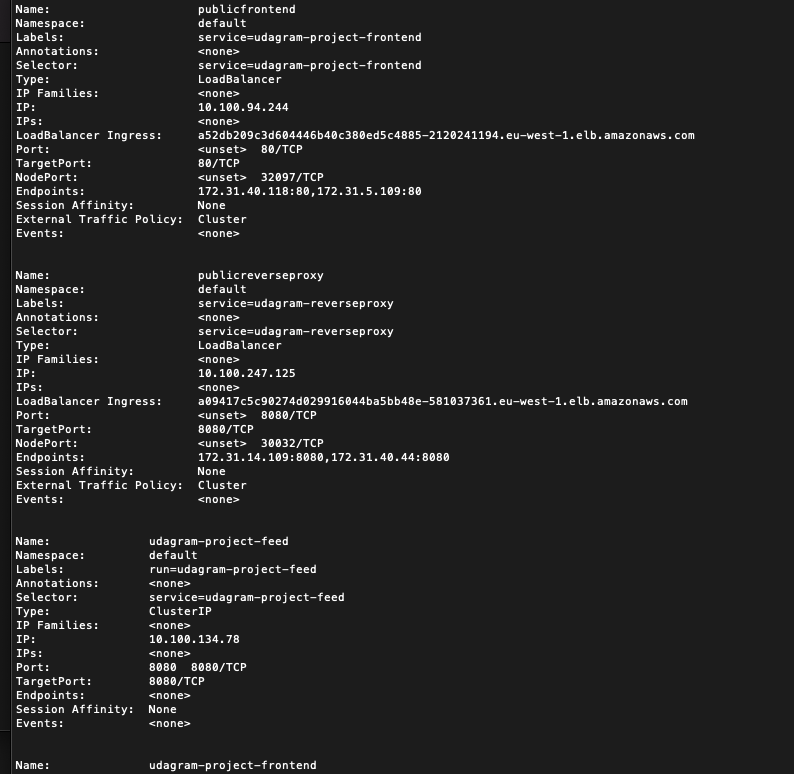 Name: publicfrontend
Namespace: default
Labels: service=udagram-project-frontend
Annotations: <none>
Selector: service=udagram-project-frontend
Type: LoadBalancer
IP Families: <none>
IP: 10.100.94.244
IPs: <none>
LoadBalancer Ingress: a52db209c3d604446b40c380ed5c4885-2120241194.eu-west-1.elb.amazonaws.com
Port: <unset> 80/TCP
TargetPort: 80/TCP
NodePort: <unset> 32097/TCP
Endpoints: 172.31.40.118:80,172.31.5.109:80
Session Affinity: None
External Traffic Policy: Cluster
Events: <none>
Name: publicreverseproxy
Namespace: default
Labels: service=udagram-reverseproxy
Annotations: <none>
Selector: service=udagram-reverseproxy
Type: LoadBalancer
IP Families: <none>
IP: 10.100.247.125
IPs: <none>
LoadBalancer Ingress: a09417c5c90274d029916044ba5bb48e-581037361.eu-west-1.elb.amazonaws.com
Port: <unset> 8080/TCP
TargetPort: 8080/TCP
NodePort: <unset> 30032/TCP
Endpoints: 172.31.14.109:8080,172.31.40.44:8080
Session Affinity: None
External Traffic Policy: Cluster
Events: <none>
Name: udagram-project-feed
Namespace: default
Labels: run=udagram-project-feed
Annotations: <none>
Selector: service=udagram-project-feed
Type: ClusterIP
IP Families: <none>
IP: 10.100.134.78
IPs: <none>
Port: 8080 8080/TCP
TargetPort: 8080/TCP
Endpoints: <none>
Session Affinity: None
Events: <none>
Name: udagram-project-frontend